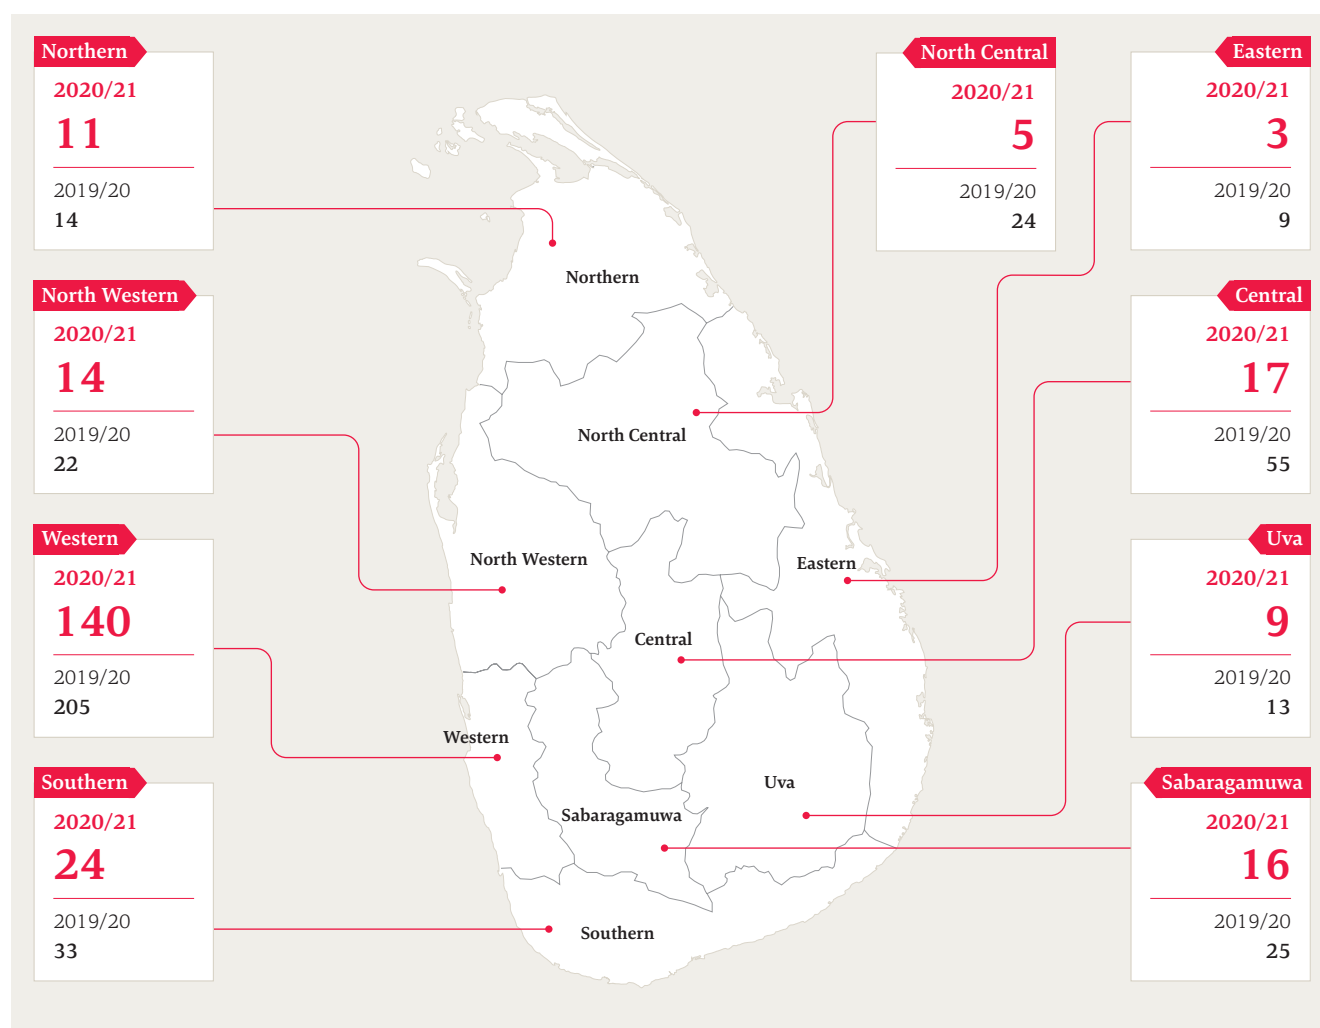 Northern
2020/21
11
2019/20
14
North Western
2020/21
14
2019/20
22
Western
2020/21
140
2019/20
205
Southern
2020/21
24
2019/20
33
Northern
North Central
North Western
Eastern
Central
Western
Uva
Sabaragamuwa
Southern
North Central
2020/21
5
2019/20
24
Eastern
2020/21
3
2019/20
9
Central
2020/21
17
2019/20
55
Uva
2020/21
9
2019/20
13
Sabaragamuwa
2020/21
16
2019/20
25